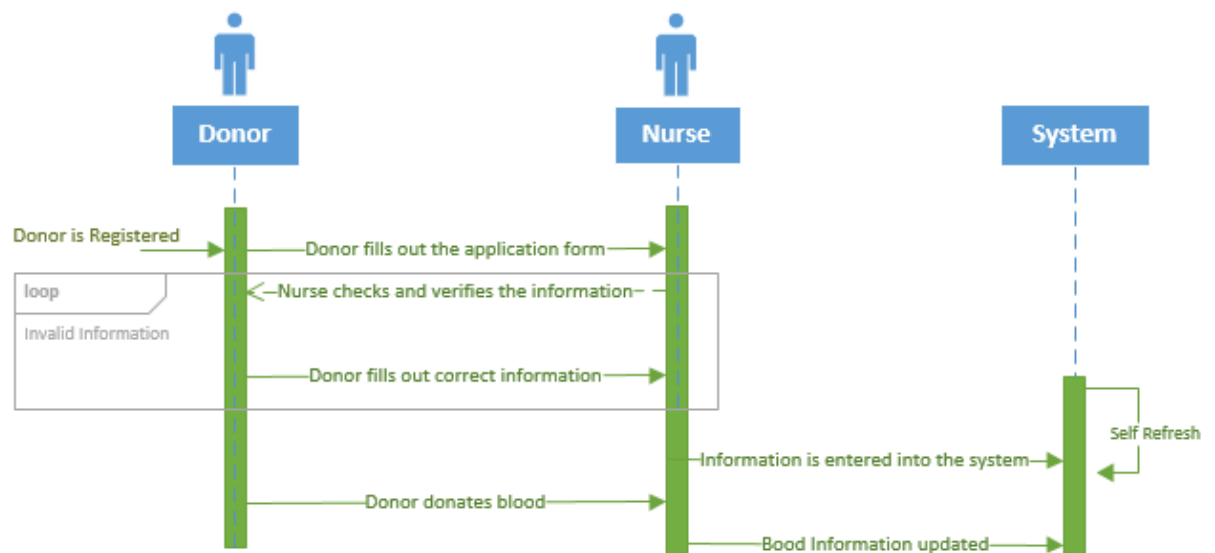 Donor
Nurse
System
Donor is Registered
Donor fills out the application form
loop
Nurse checks and verifies the information
Invalid Information
Donor fills out correct information
Self Refresh
Information is entered into the system
Donor donates blood
Bood Information updated